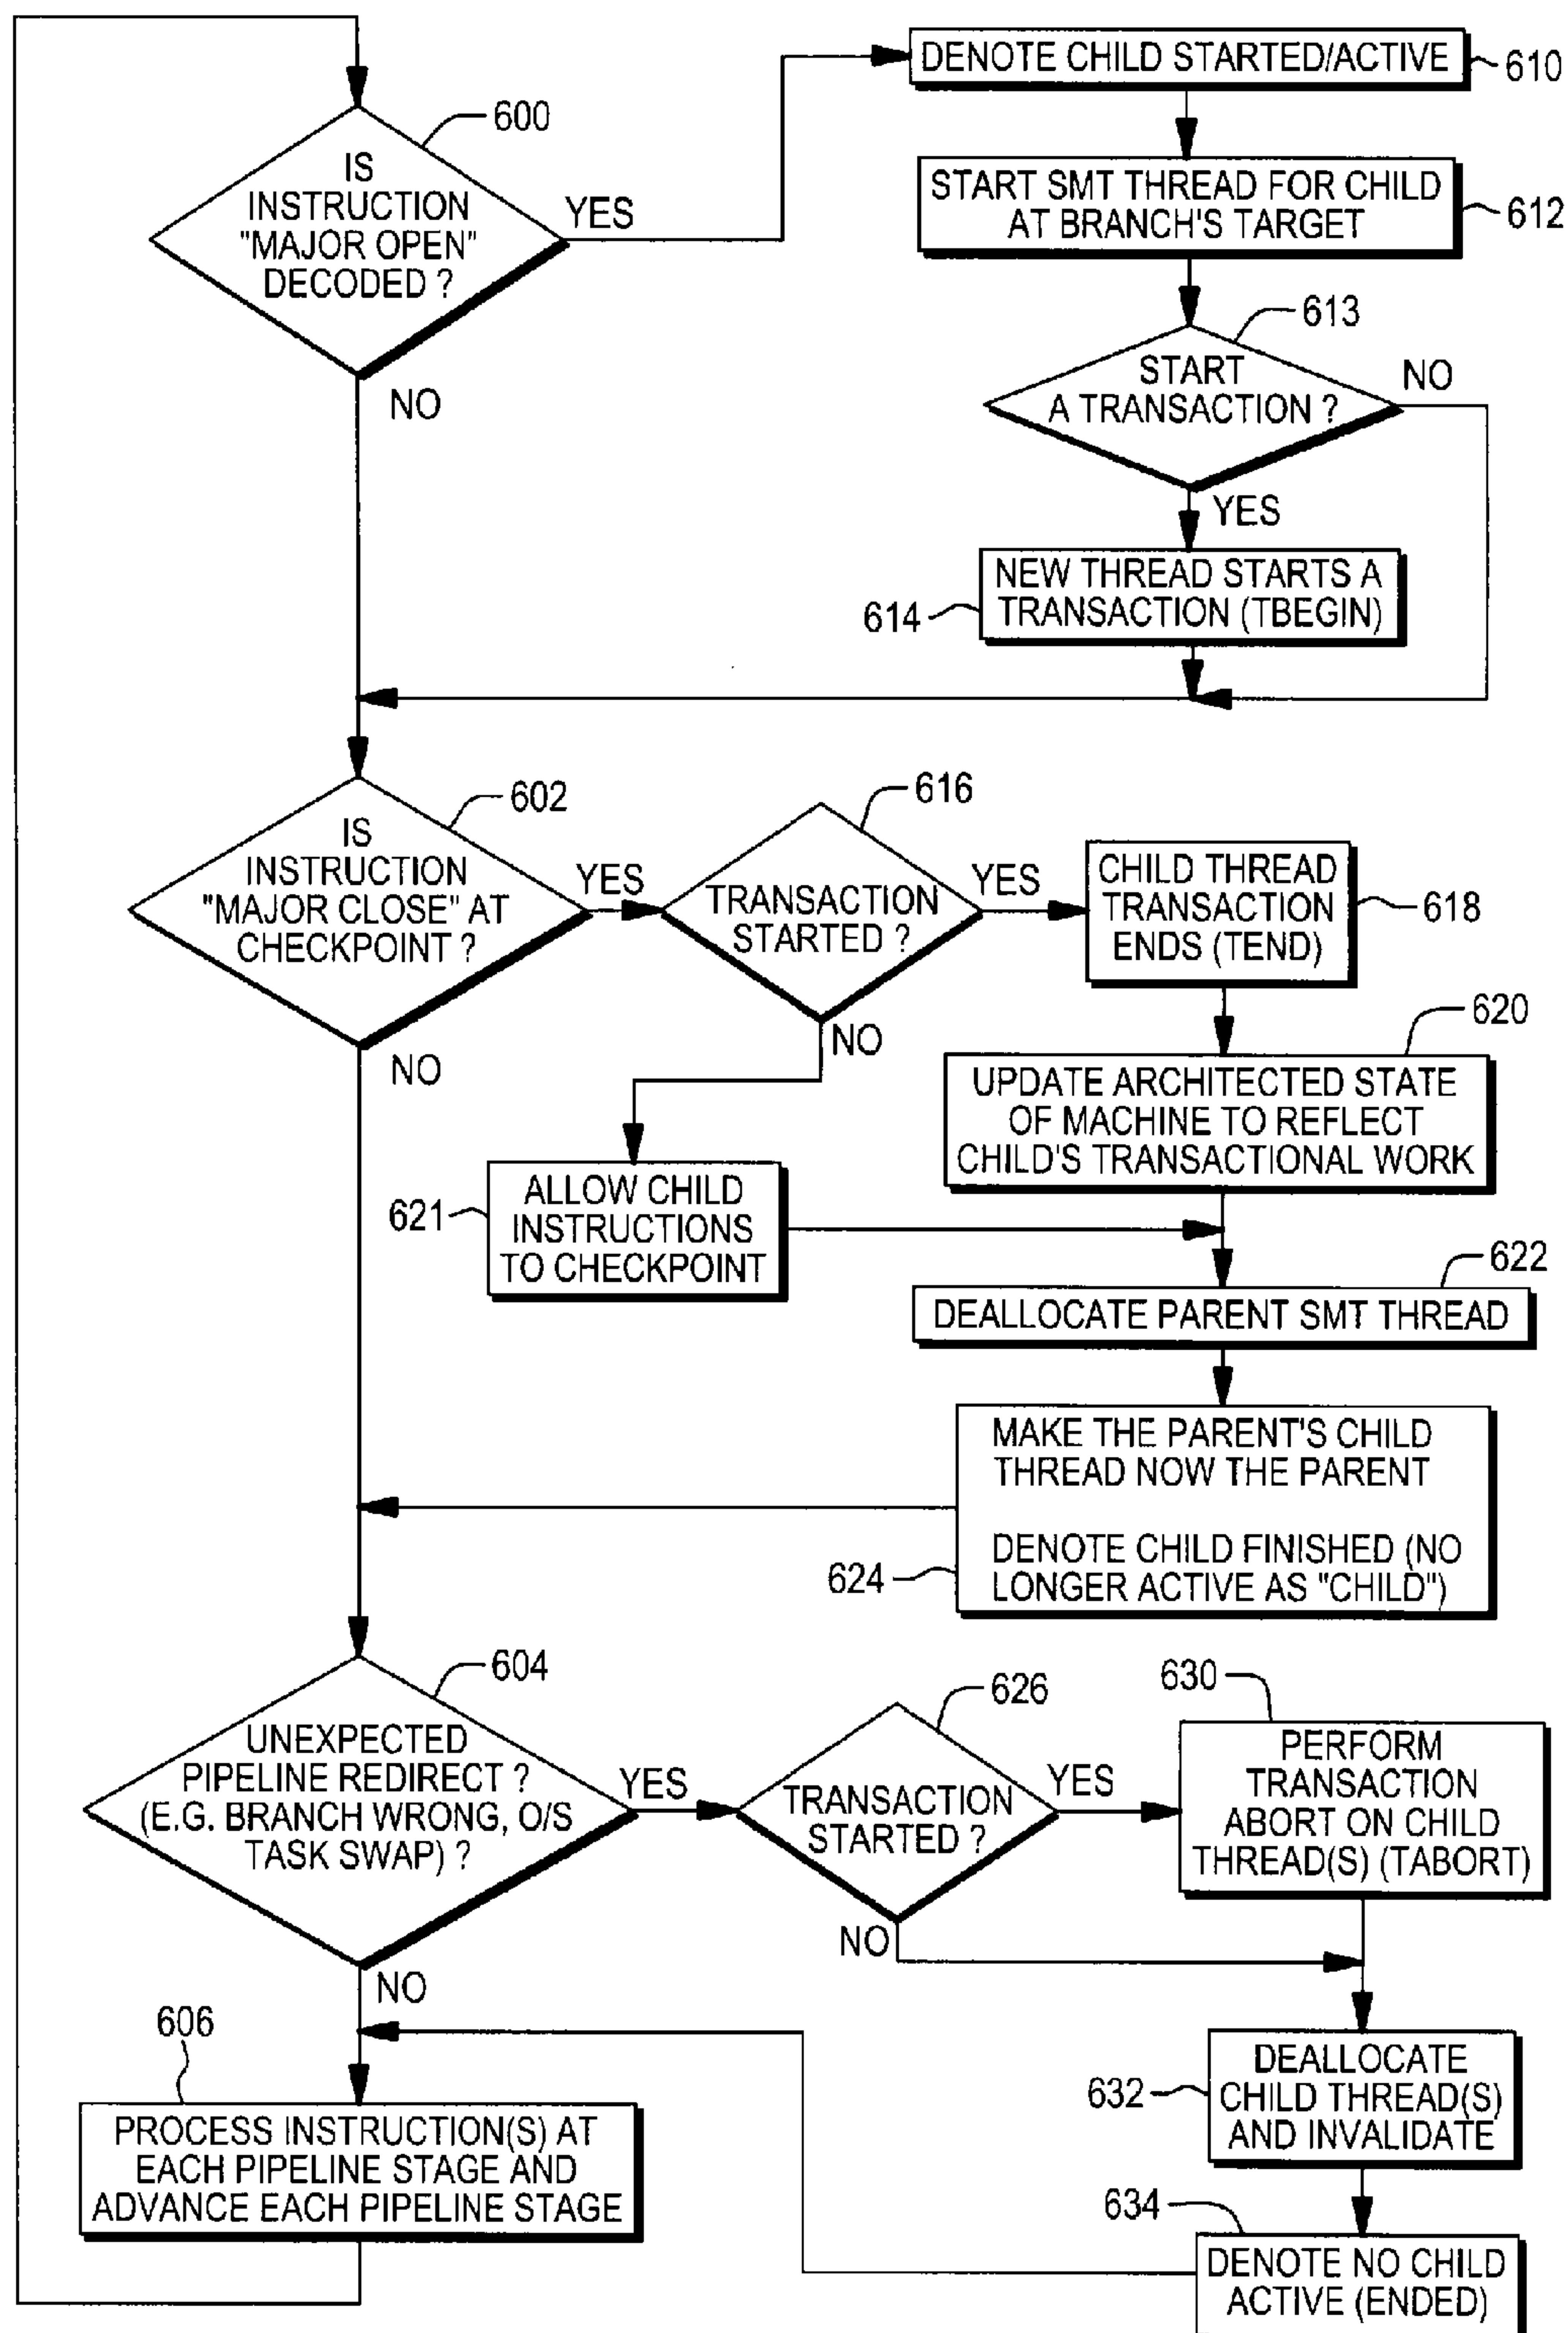 DENOTE CHILD STARTED/ACTIVE
610
600
IS
INSTRUCTION
"MAJOR OPEN"
DECODED ?
YES
NO
START SMT THREAD FOR CHILD
AT BRANCH'S TARGET
612
613
START
A TRANSACTION ?
NO
YES
NEW THREAD STARTS A
TRANSACTION (TBEGIN)
614
602
IS
INSTRUCTION
"MAJOR CLOSE" AT
CHECKPOINT ?
YES
NO
616
TRANSACTION
STARTED ?
YES
NO
CHILD THREAD
TRANSACTION
ENDS (TEND)
618
620
UPDATE ARCHITECTED STATE
OF MACHINE TO REFLECT
CHILD'S TRANSACTIONAL WORK
621
ALLOW CHILD
INSTRUCTIONS
TO CHECKPOINT
622
DEALLOCATE PARENT SMT THREAD
MAKE THE PARENT'S CHILD
THREAD NOW THE PARENT
DENOTE CHILD FINISHED (NO
LONGER ACTIVE AS "CHILD")
624
604
UNEXPECTED
PIPELINE REDIRECT ?
(E.G. BRANCH WRONG, O/S
TASK SWAP) ?
YES
NO
626
TRANSACTION
STARTED ?
YES
NO
630
PERFORM
TRANSACTION
ABORT ON CHILD
THREAD(S) (TABORT)
606
PROCESS INSTRUCTION(S) AT
EACH PIPELINE STAGE AND
ADVANCE EACH PIPELINE STAGE
632
DEALLOCATE
CHILD THREAD(S)
AND INVALIDATE
634
DENOTE NO CHILD
ACTIVE (ENDED)